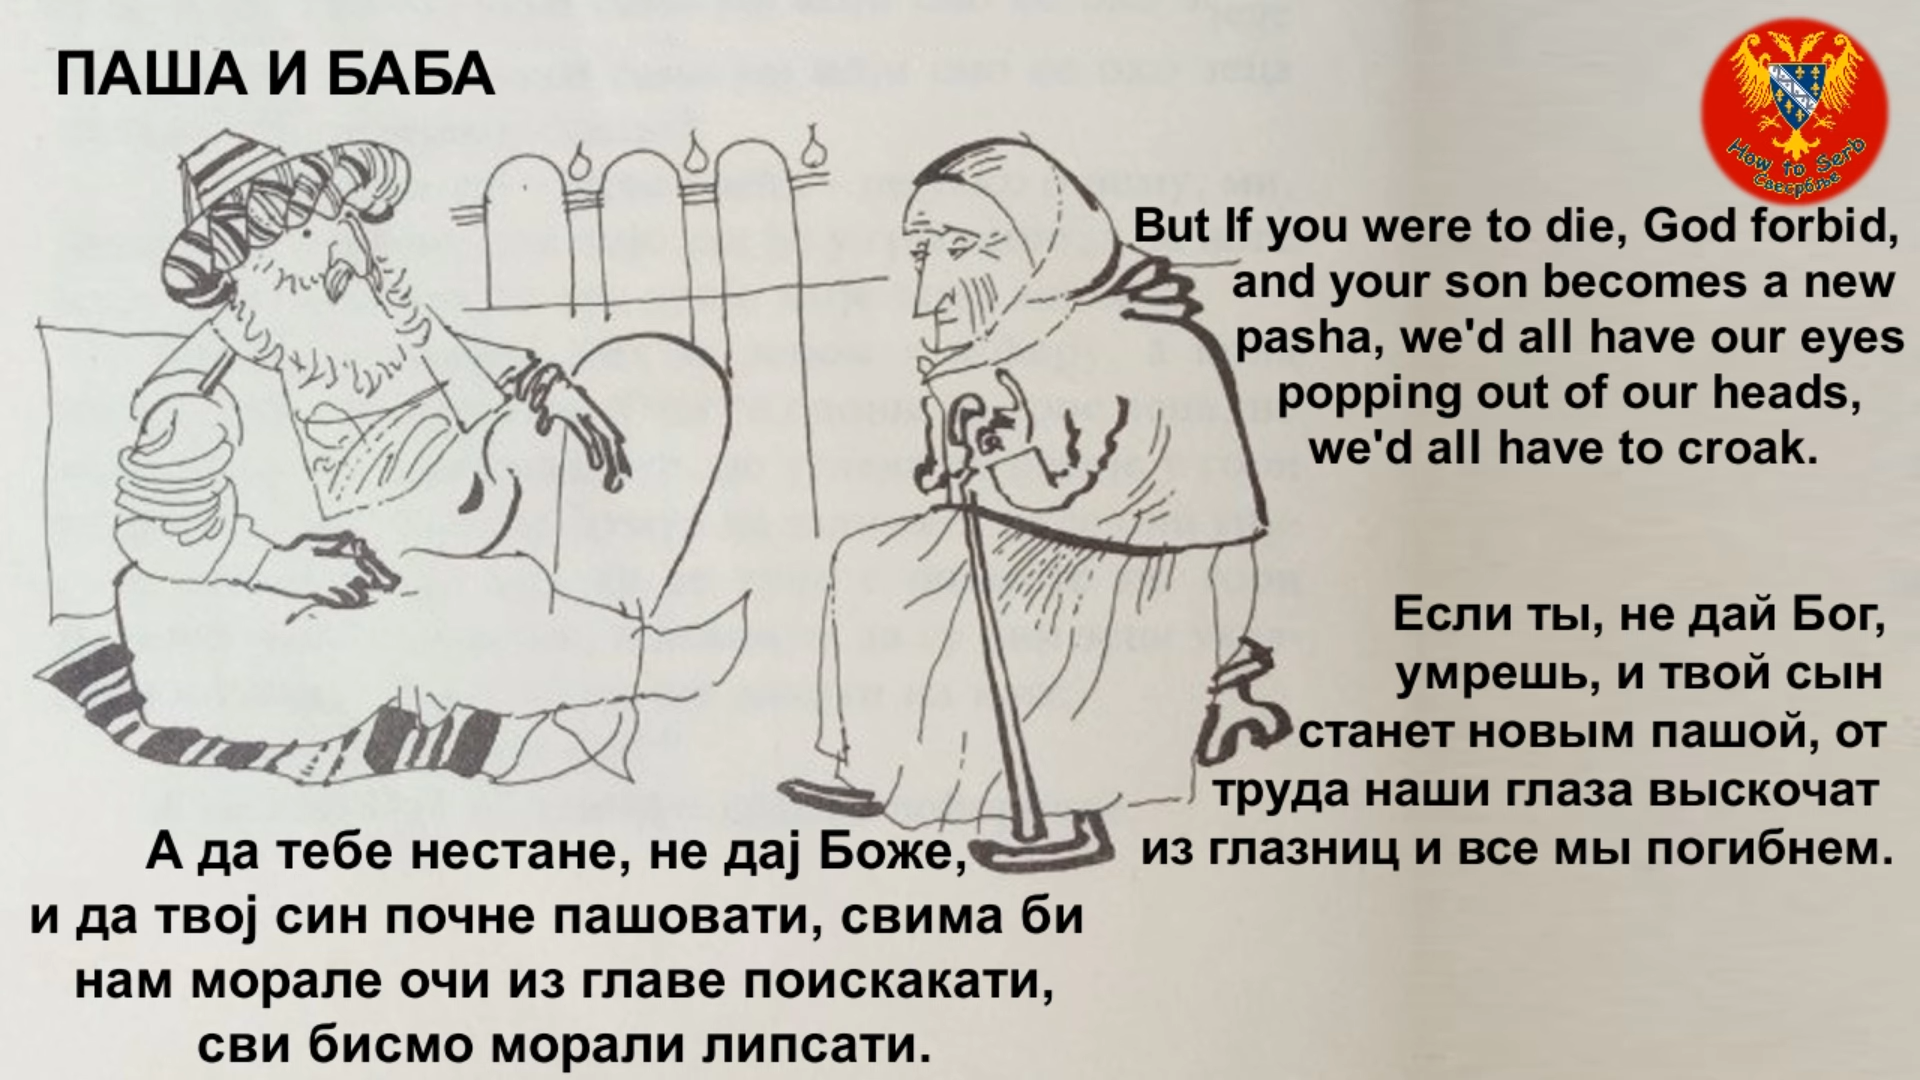 ПАША И БАБА
How to Serb
Свесрбље
But If you were to die, God forbid,
and your son becomes a new
pasha, we'd all have our eyes
popping out of our heads,
we'd all have to croak.
Если ты, не дай Бог,
умрешь, и твой сын
станет новым пашой, от
труда наши глаза выскочат
из глазниц и все мы погибнем.
А да тебе нестане, не дај Боже,
и да твој син почне пашовати, свима би
нам морале очи из главе поискакати,
сви бисмо морали липсати.